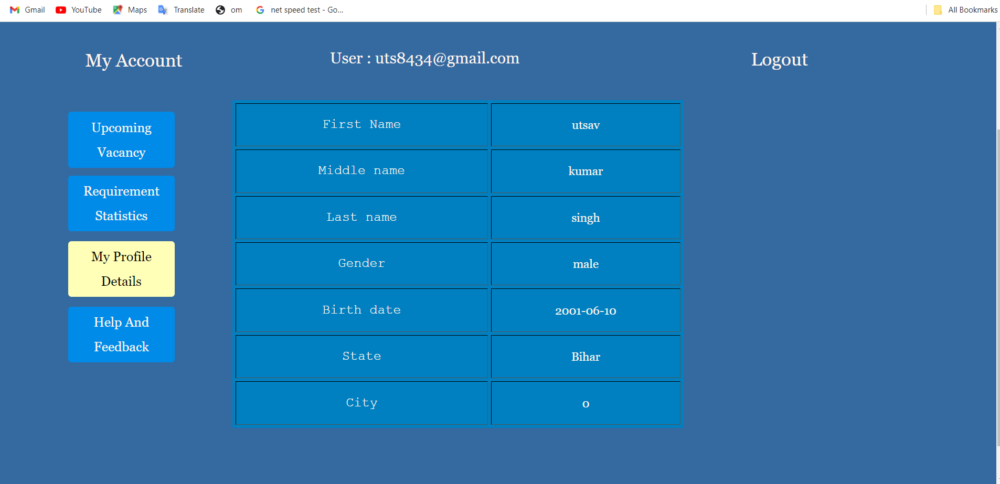 Gmail YouTube Maps Translate om net speed test - Go... All Bookmarks
My Account User : uts8434@gmail.com Logout
Upcoming
Vacancy
Requirement
Statistics
My Profile
Details
Help And
Feedback
First Name utsav
Middle name kumar
Last name singh
Gender male
Birth date 2001-06-10
State Bihar
City 0